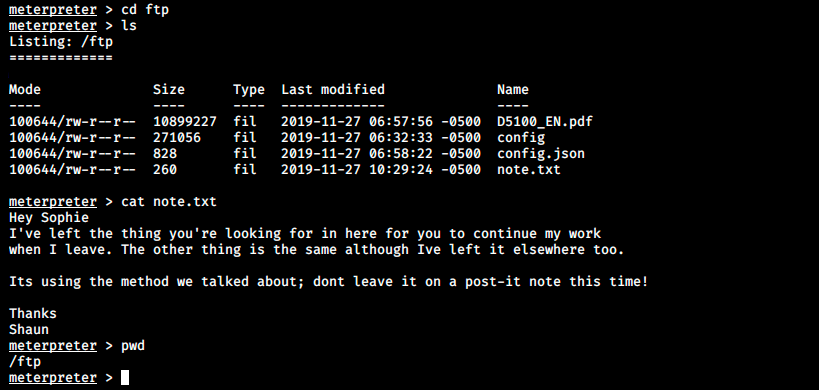 meterpreter > cd ftp
meterpreter > ls
Listing: /ftp
=============
Mode Size Type Last modified Name
---- ---- ---- ------------- ----
100644/rw-r--r-- 10899227 fil 2019-11-27 06:57:56 -0500 D5100_EN.pdf
100644/rw-r--r-- 271056 fil 2019-11-27 06:32:33 -0500 config
100644/rw-r--r-- 828 fil 2019-11-27 06:58:22 -0500 config.json
100644/rw-r--r-- 260 fil 2019-11-27 10:29:24 -0500 note.txt
meterpreter > cat note.txt
Hey Sophie
I've left the thing you're looking for in here for you to continue my work
when I leave. The other thing is the same although Ive left it elsewhere too.
Its using the method we talked about; dont leave it on a post-it note this time!
Thanks
Shaun
meterpreter > pwd
/ftp
meterpreter >